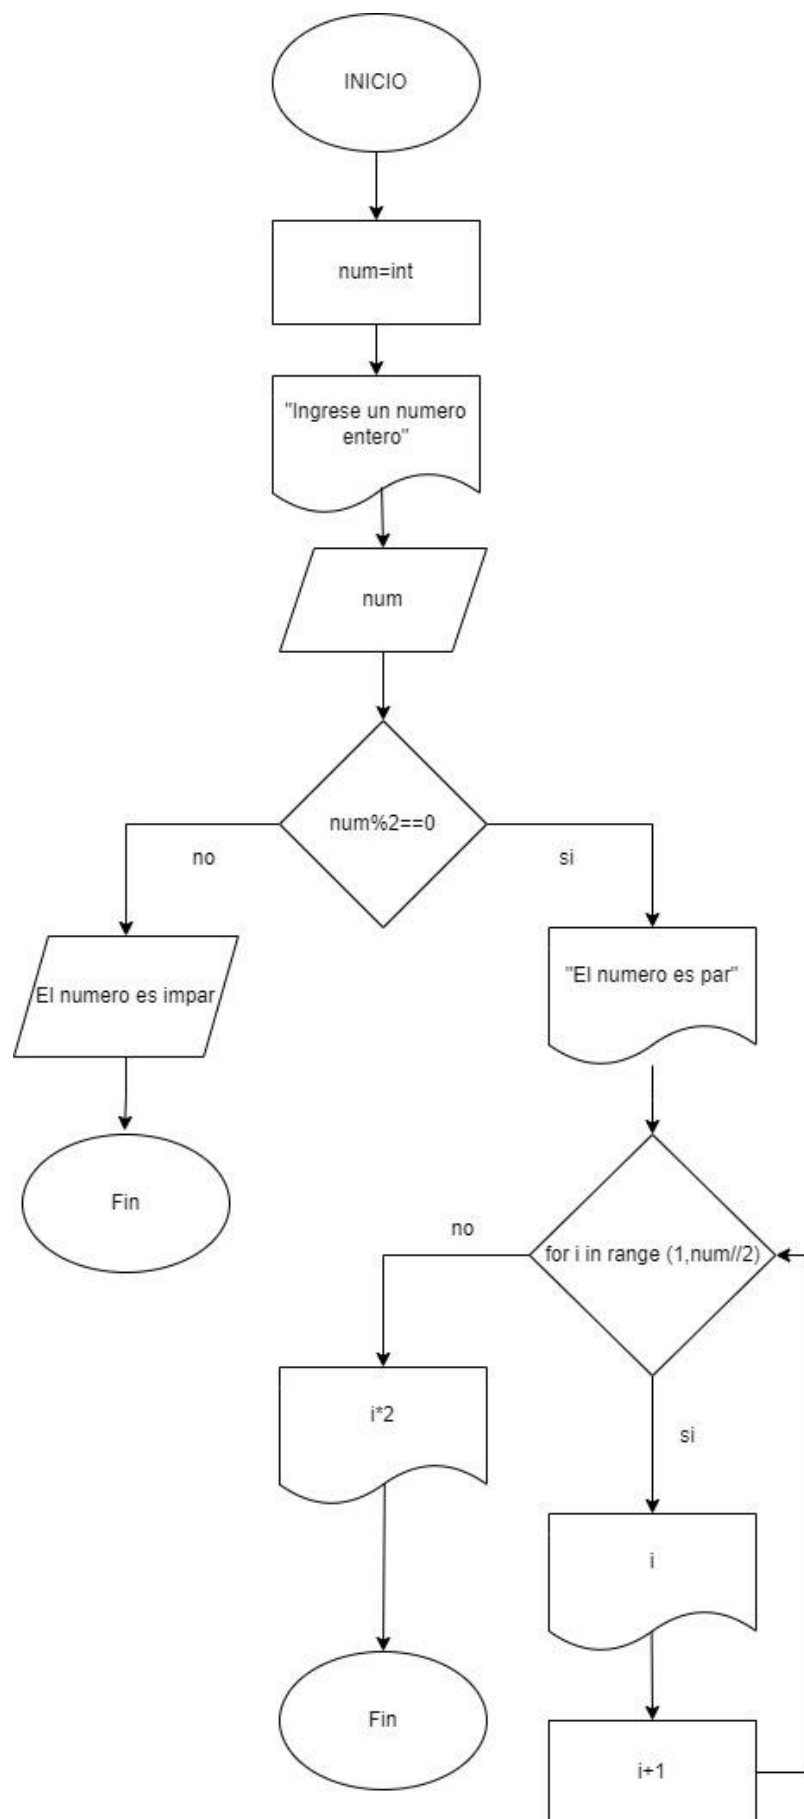 INICIO
num=int
"Ingrese un numero
entero"
num
num%2==0
no
si
El numero es impar
"El numero es par"
Fin
no
for i in range (1,num//2)
i*2
si
i
Fin
i+1